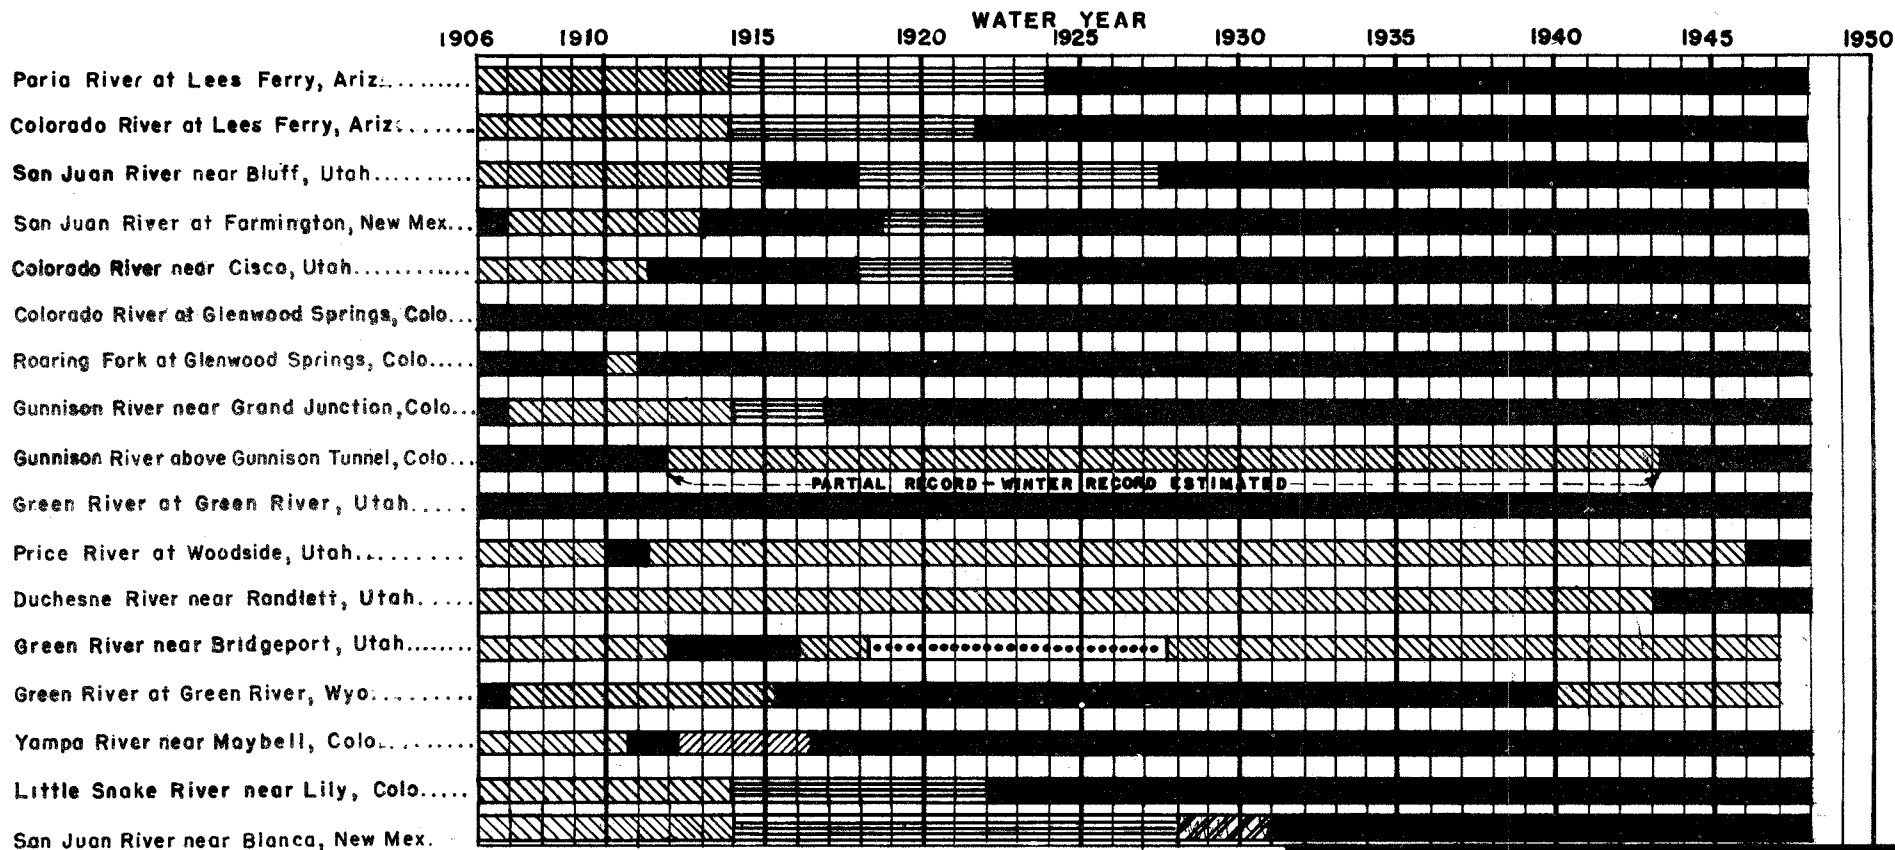 WATER YEAR
1906 1910 1915 1920 1925 1930 1935 1940 1945 1950
Paria River at Lees Ferry, Ariz...........
Colorado River at Lees Ferry, Ariz.........
San Juan River near Bluff, Utah..........
San Juan River at Farmington, New Mex...
Colorado River near Cisco, Utah............
Colorado River at Glenwood Springs, Colo...
Roaring Fork at Glenwood Springs, Colo.....
Gunnison River near Grand Junction, Colo...
Gunnison River above Gunnison Tunnel, Colo...
PARTIAL RECORD - WINTER RECORD ESTIMATED
Green River at Green River, Utah.....
Price River at Woodside, Utah..........
Duchesne River near Randlett, Utah.....
Green River near Bridgeport, Utah........
Green River at Green River, Wyo.........
Yampa River near Maybell, Colo..........
Little Snake River near Lily, Colo.....
San Juan River near Blanca, New Mex.